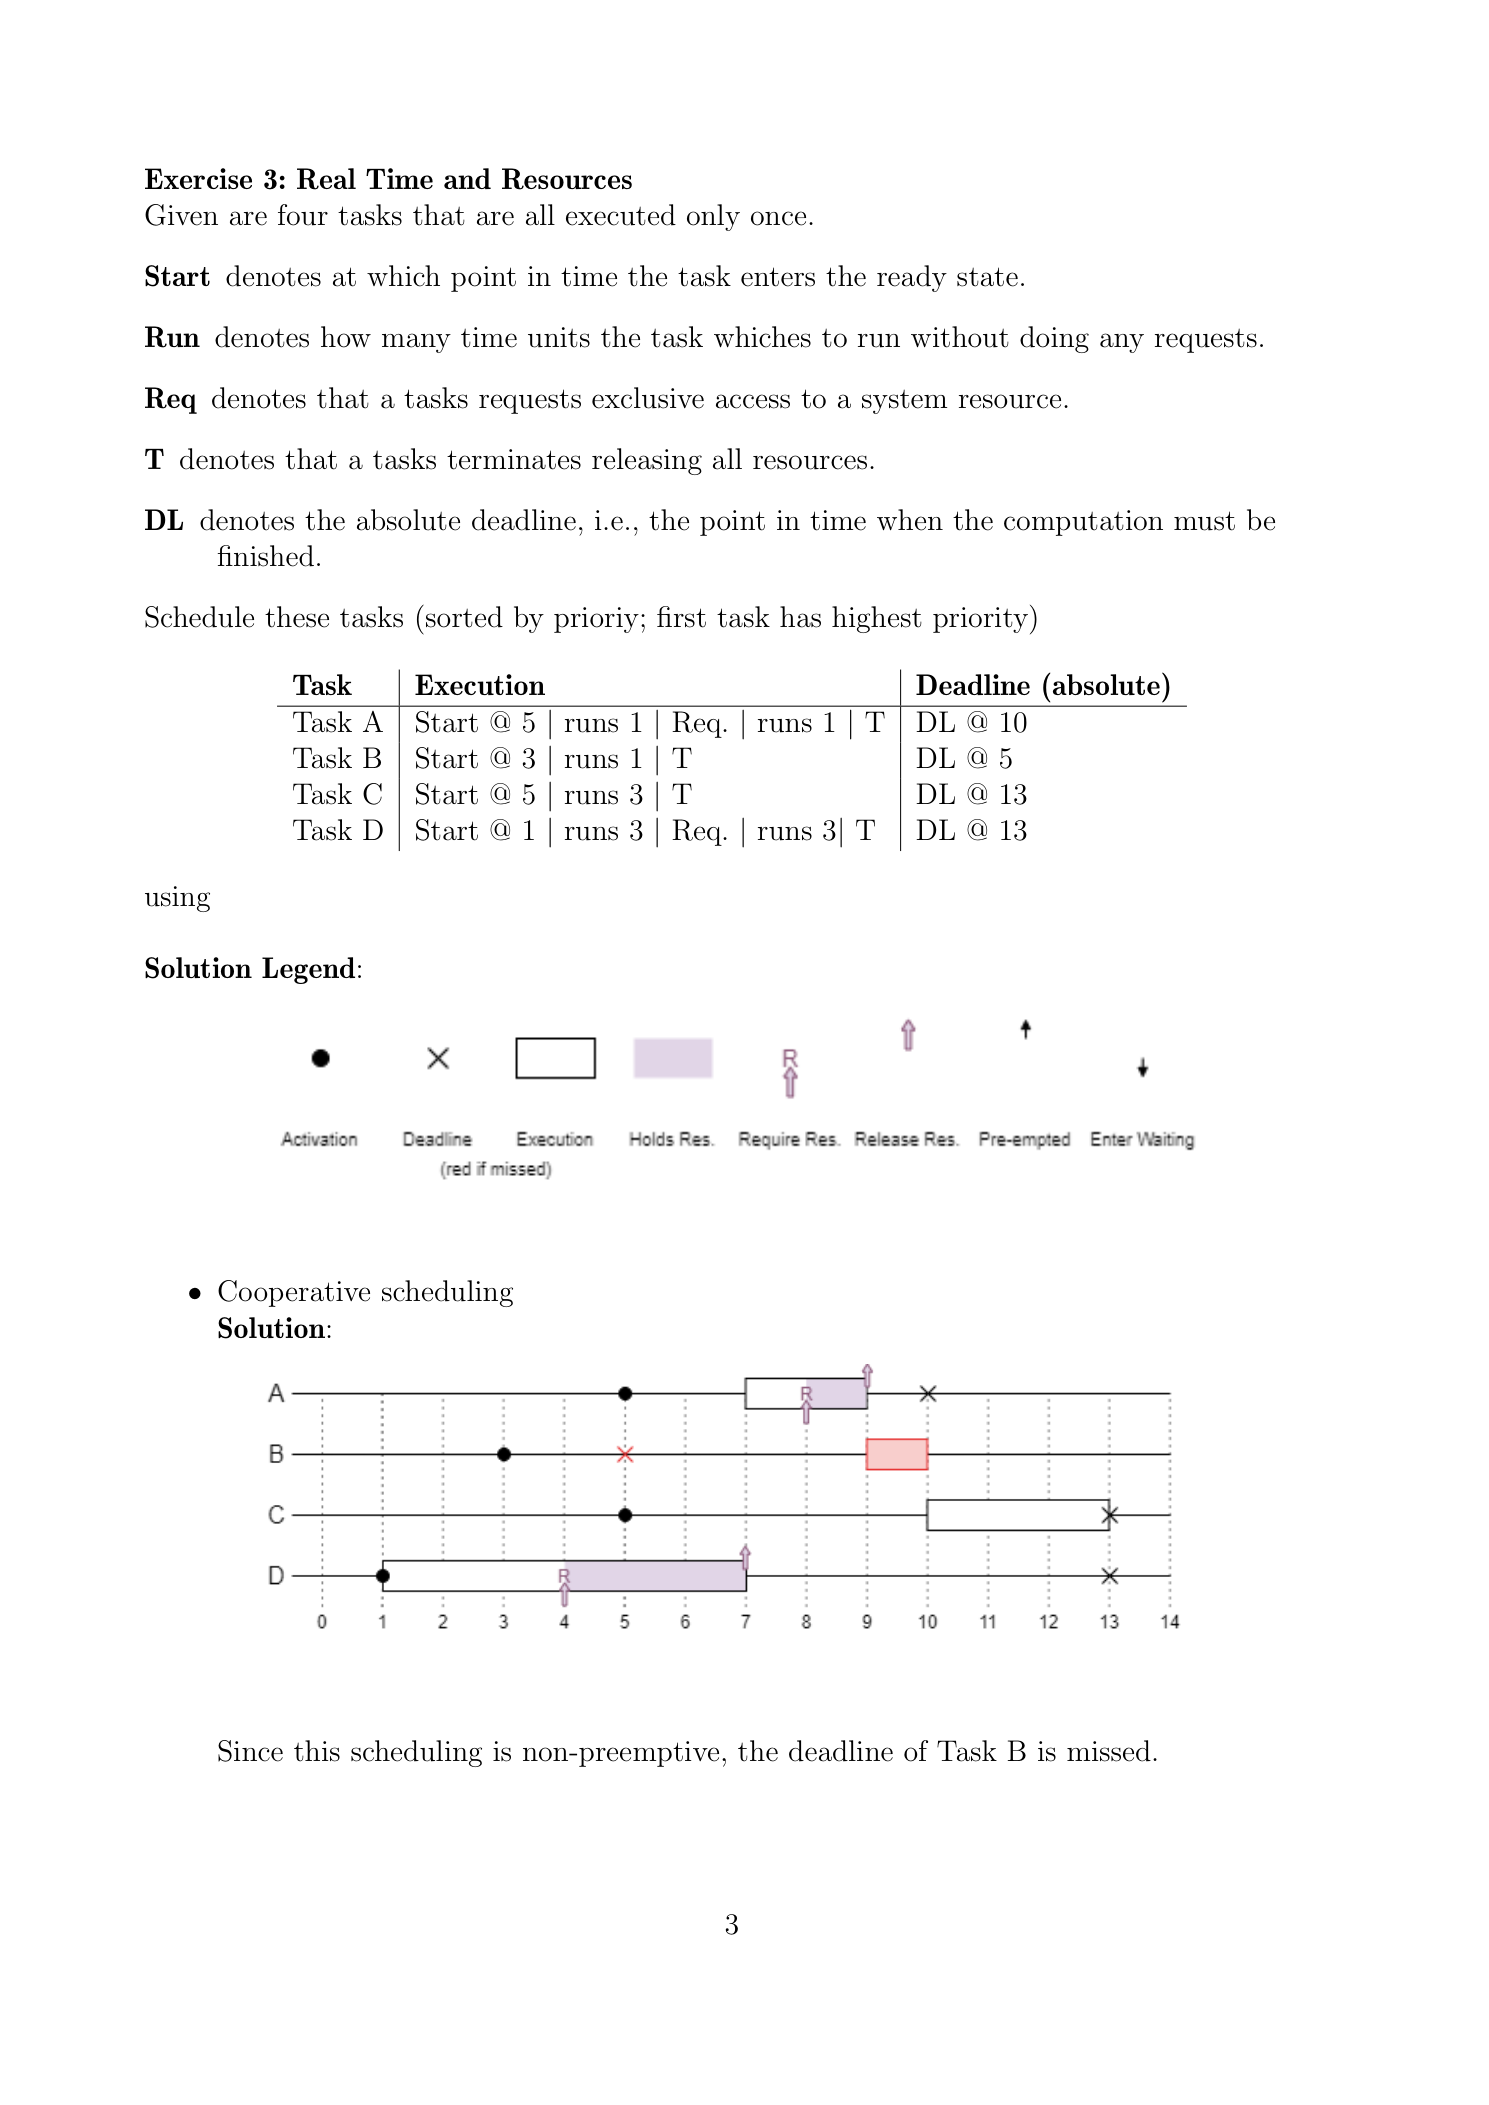 Exercise 3: Real Time and Resources
Given are four tasks that are all executed only once.
Start denotes at which point in time the task enters the ready state.
Run denotes how many time units the task whiches to run without doing any requests.
Req denotes that a tasks requests exclusive access to a system resource.
T denotes that a tasks terminates releasing all resources.
DL denotes the absolute deadline, i.e., the point in time when the computation must be
finished.
Schedule these tasks (sorted by prioriy; first task has highest priority)
Task Execution Deadline (absolute)
Task A Start @ 5 | runs 1 | Req. | runs 1 | T DL @ 10
Task B Start @ 3 | runs 1 | T DL @ 5
Task C Start @ 5 | runs 3 | T DL @ 13
Task D Start @ 1 | runs 3 | Req. | runs 3| T DL @ 13
using
Solution Legend:
R
Activation Deadline Execution Holds Res. Require Res. Release Res. Pre-empted Enter Waiting
(red if missed)
• Cooperative scheduling
Solution:
A R
B
C
D R
0 1 2 3 4 5 6 7 8 9 10 11 12 13 14
Since this scheduling is non-preemptive, the deadline of Task B is missed.
3